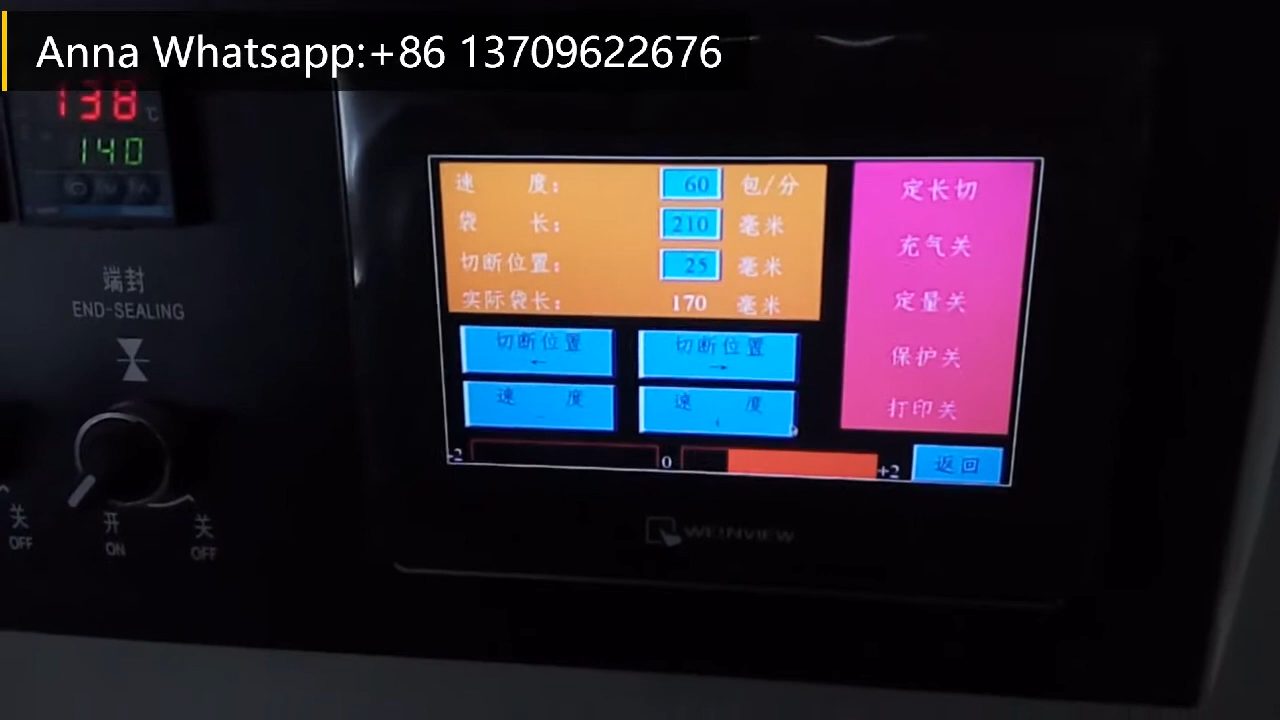 Anna Whatsapp:+86 13709622676
138 ℃
140
端封
END-SEALING
关 开 关
OFF ON OFF
速 度： 60 包/分
袋 长： 210 毫米
切断位置： 25 毫米
实际袋长： 170 毫米
切断位置 ← 切断位置 →
速 度 - 速 度
-2 0 +2
定长切
充气关
定量关
保护关
打印关
返回
WEINVIEW